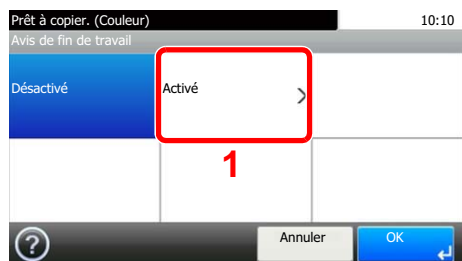 Prêt à copier. (Couleur) 10:10
Avis de fin de travail
Désactivé Activé >
1
? Annuler OK